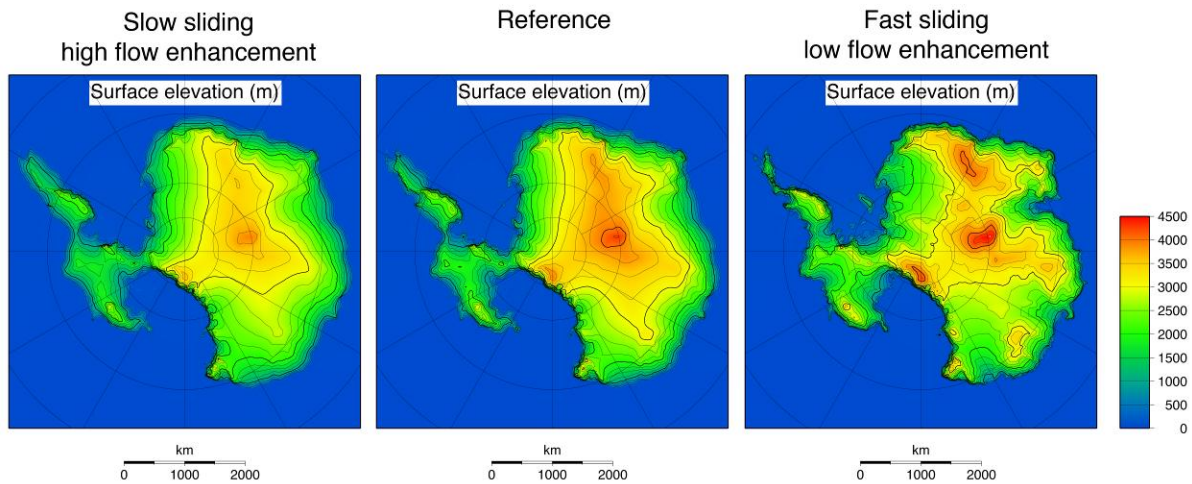 Slow sliding
high flow enhancement
Reference
Fast sliding
low flow enhancement
Surface elevation (m)
Surface elevation (m)
Surface elevation (m)
4500
4000
3500
3000
2500
2000
1500
1000
500
0
km
0 1000 2000
km
0 1000 2000
km
0 1000 2000